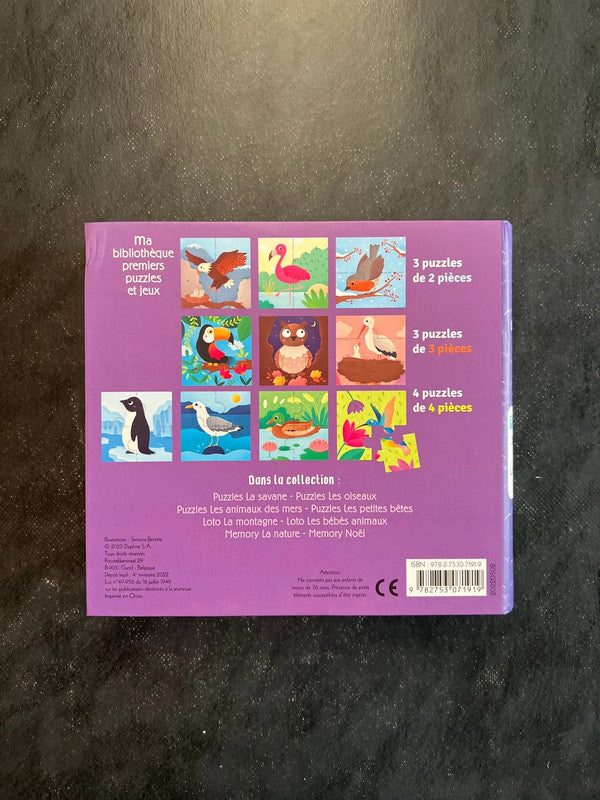 Ma
bibliothèque
premiers
puzzles
et jeux
3 puzzles
de 2 pièces
3 puzzles
de 3 pièces
4 puzzles
de 4 pièces
Dans la collection :
Puzzles La savane - Puzzles Les oiseaux
Puzzles Les animaux des mers - Puzzles Les petites bêtes
Loto La montagne - Loto Les bébés animaux
Memory La nature - Memory Noël
Illustrations : Simona Beretta
© 2022 Daphne S.A.
Tous droits réservés.
Proosdijkerstraat 29
B-9051 Gand - Belgique
Dépôt légal : 4e trimestre 2022
Loi n° 49-956 du 16 juillet 1949
sur les publications destinées à la jeunesse.
Imprimé en Chine
Attention.
Ne convient pas aux enfants de
moins de 36 mois. Présence de petits
éléments susceptibles d'être ingérés.
CE
ISBN : 978-2-7530-7191-9
9 782753 071919